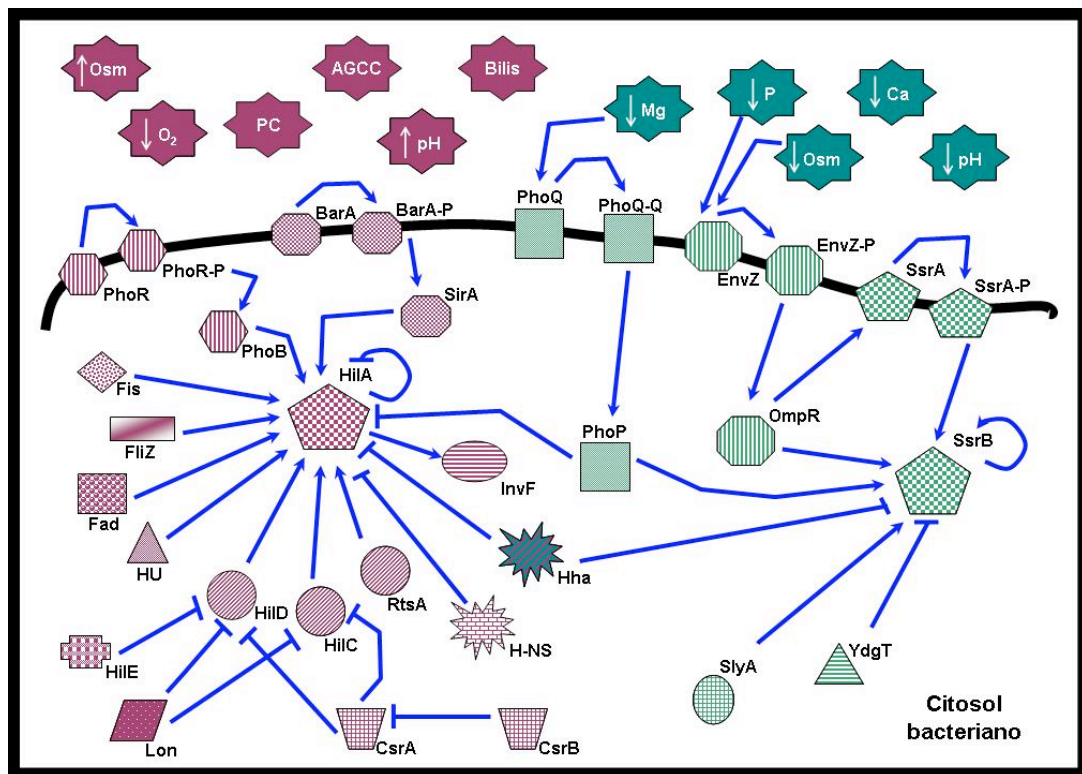 ↑ Osm
AGCC
Bilis
↓ O₂
PC
↑ pH
↓ Mg
↓ P
↓ Ca
↓ Osm
↓ pH
PhoR
PhoR-P
BarA
BarA-P
PhoQ
PhoQ-Q
EnvZ
EnvZ-P
SsrA
SsrA-P
PhoB
SirA
HilA
Fis
FliZ
Fad
HU
InvF
PhoP
OmpR
SsrB
Hha
HilD
HilC
RtsA
H-NS
HilE
Lon
CsrA
CsrB
SlyA
YdgT
Citosol
bacteriano